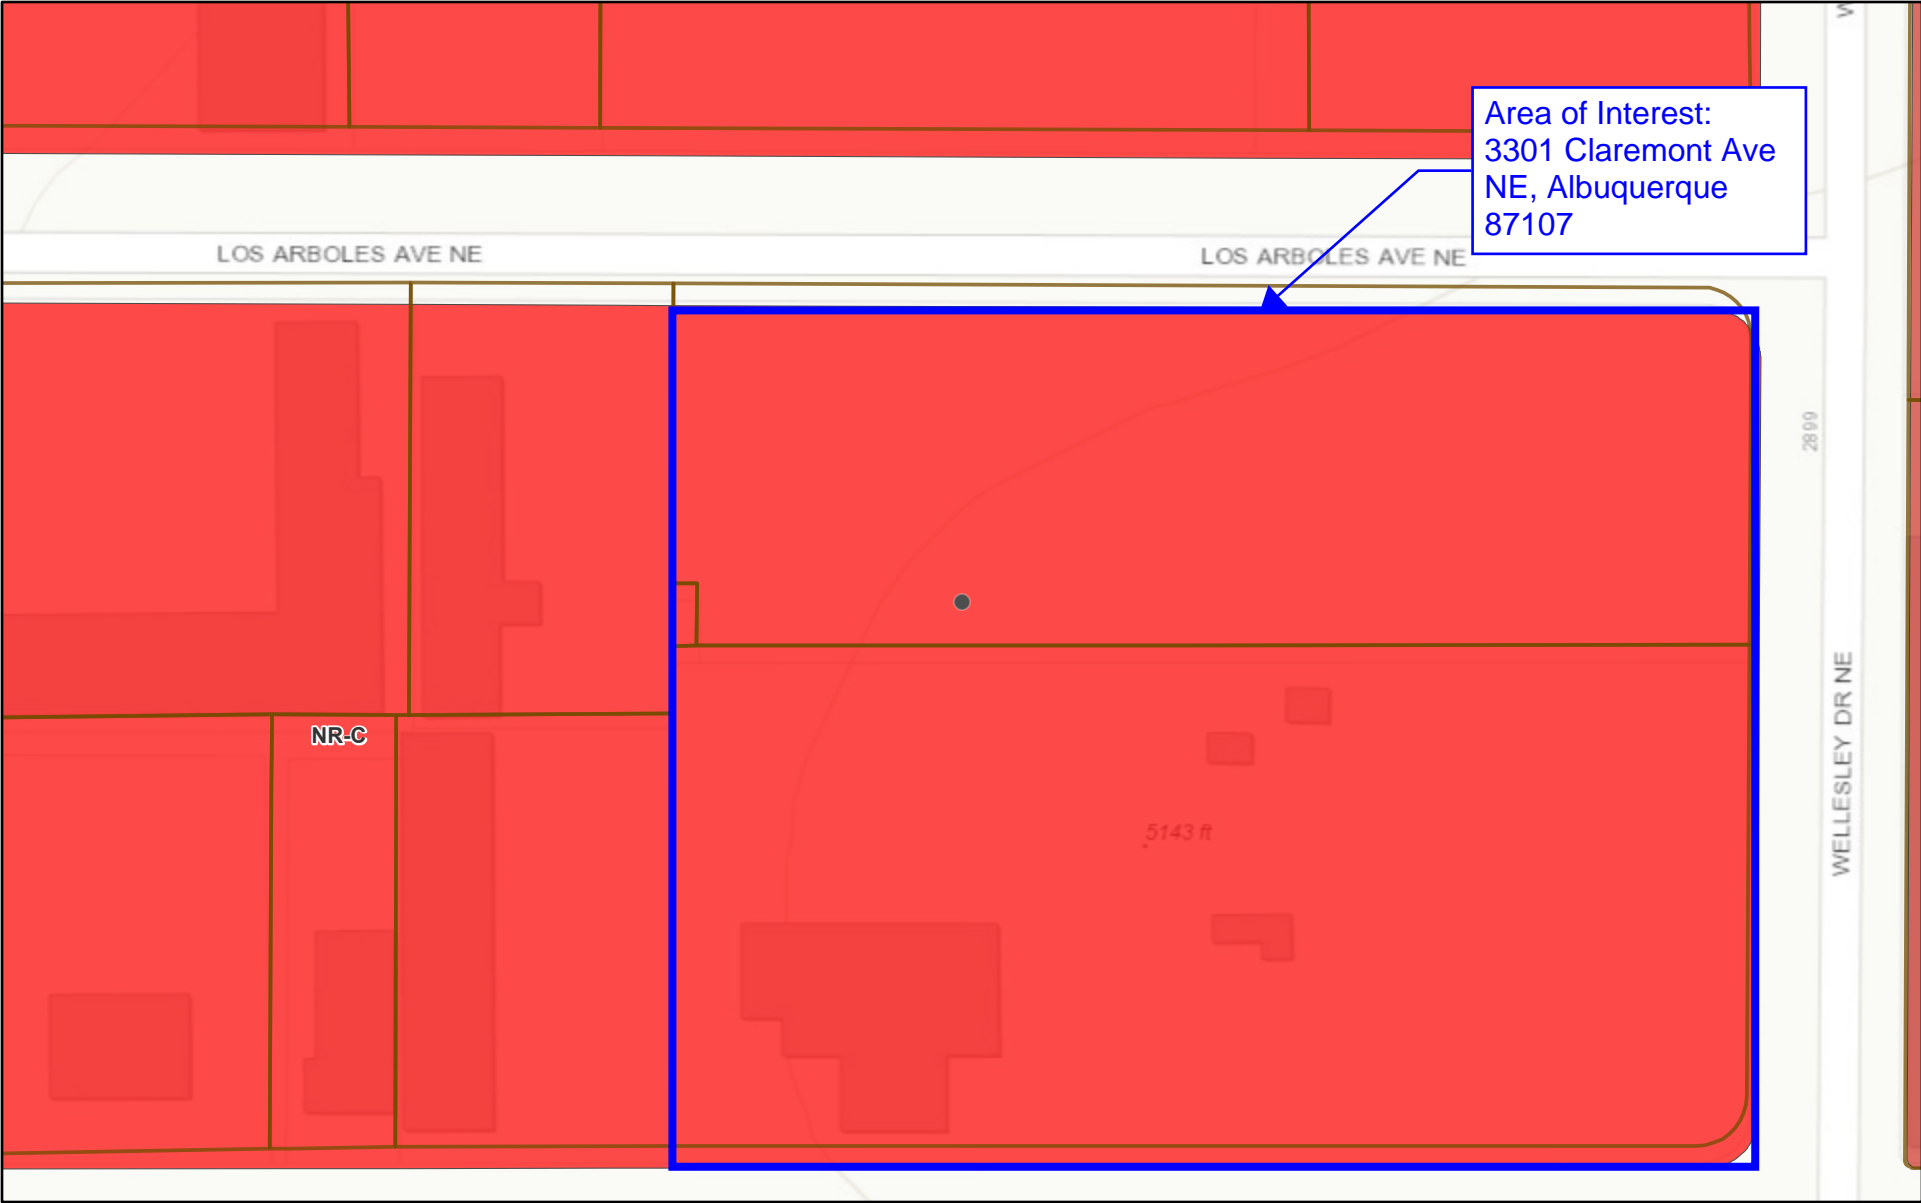 W
Area of Interest:
3301 Claremont Ave
NE, Albuquerque
87107
LOS ARBOLES AVE NE
LOS ARBOLES AVE NE
2899
NR-C
WELLESLEY DR NE
5143 ft